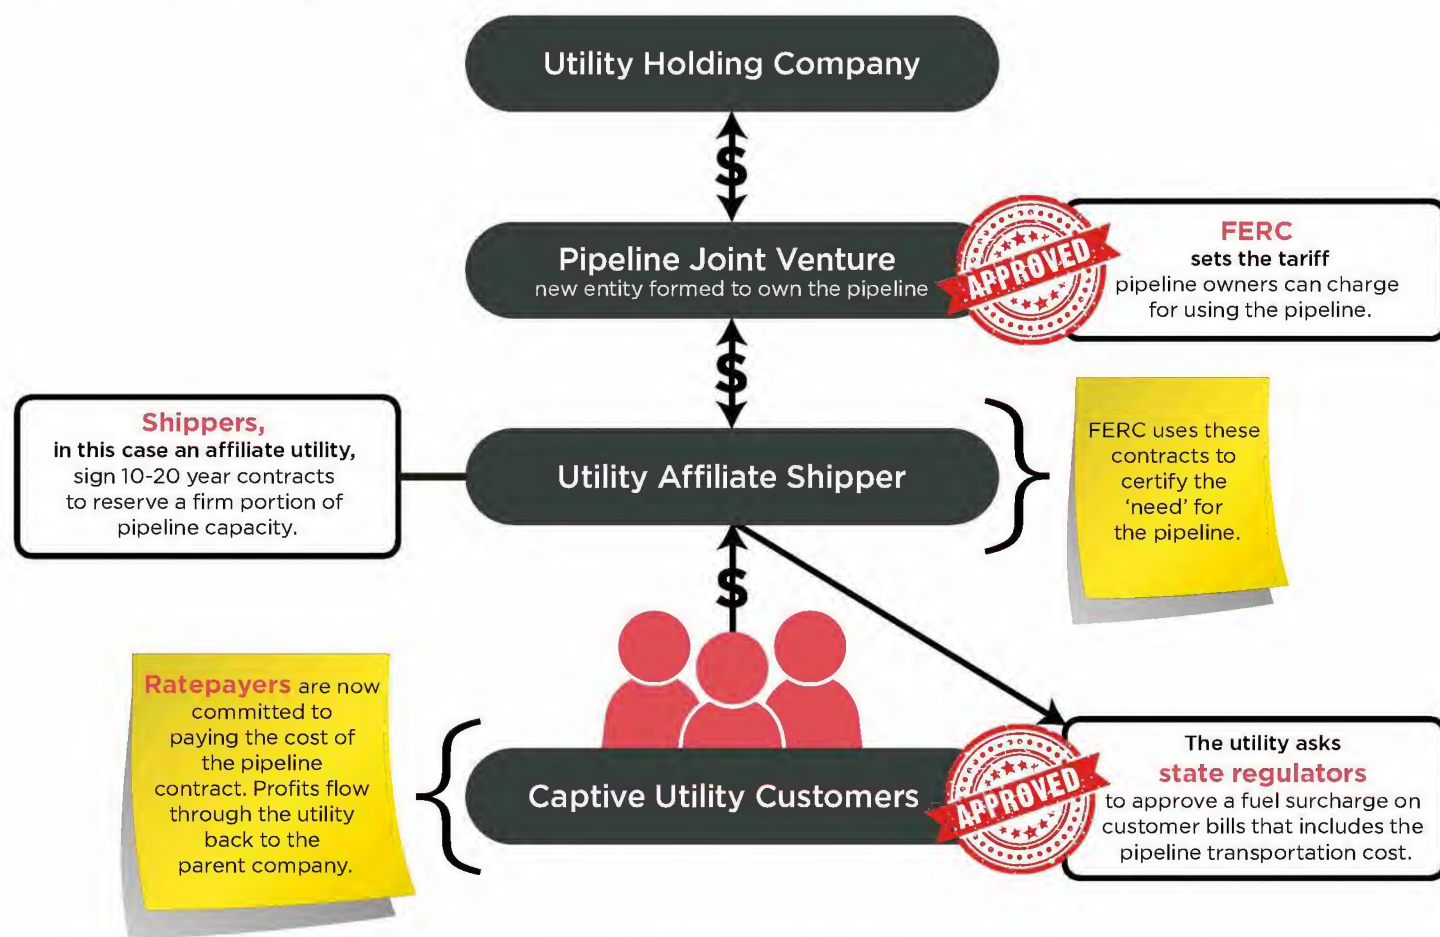 Utility Holding Company
$
Pipeline Joint Venture
new entity formed to own the pipeline
APPROVED
FERC
sets the tariff
pipeline owners can charge
for using the pipeline.
$
Shippers,
in this case an affiliate utility,
sign 10-20 year contracts
to reserve a firm portion of
pipeline capacity.
Utility Affiliate Shipper
FERC uses these
contracts to
certify the
'need' for
the pipeline.
$
Ratepayers are now
committed to
paying the cost of
the pipeline
contract. Profits flow
through the utility
back to the
parent company.
Captive Utility Customers
APPROVED
The utility asks
state regulators
to approve a fuel surcharge on
customer bills that includes the
pipeline transportation cost.